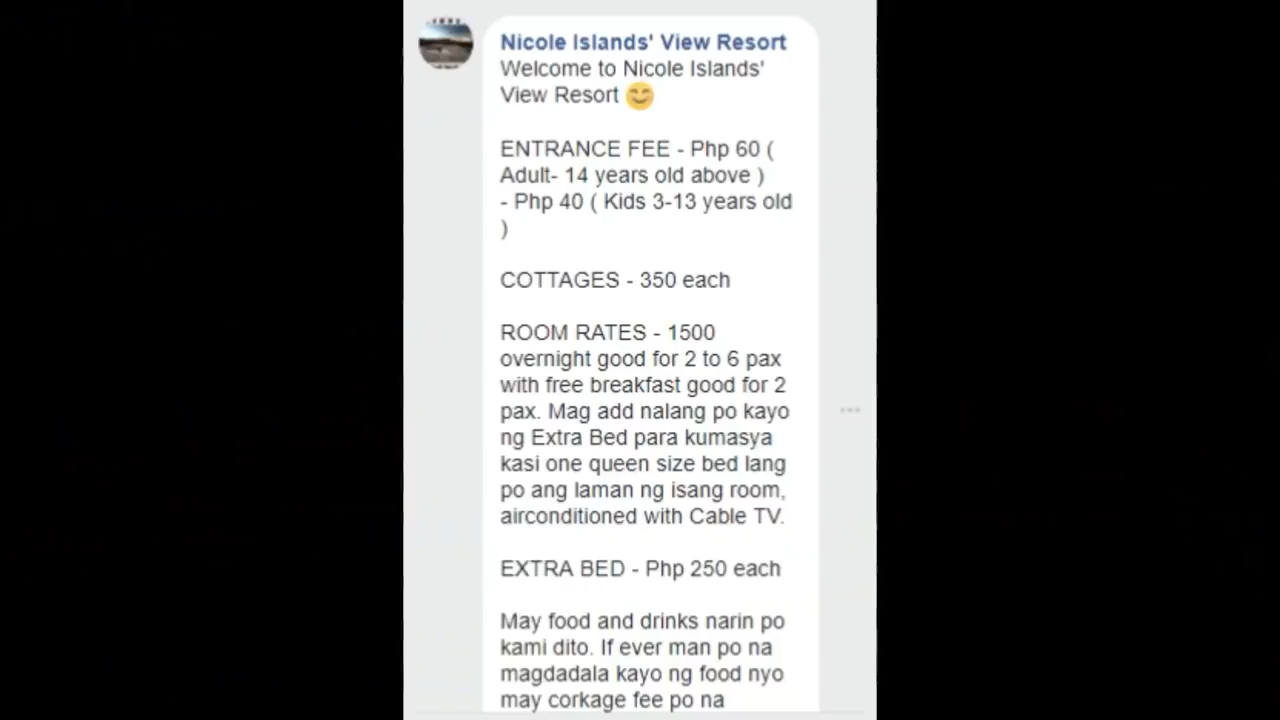 Nicole Islands' View Resort
Welcome to Nicole Islands'
View Resort 😊
ENTRANCE FEE - Php 60 (
Adult- 14 years old above )
- Php 40 ( Kids 3-13 years old
)
COTTAGES - 350 each
ROOM RATES - 1500
overnight good for 2 to 6 pax
with free breakfast good for 2
pax. Mag add nalang po kayo
ng Extra Bed para kumasya
kasi one queen size bed lang
po ang laman ng isang room,
airconditioned with Cable TV.
EXTRA BED - Php 250 each
May food and drinks narin po
kami dito. If ever man po na
magdadala kayo ng food nyo
may corkage fee po na